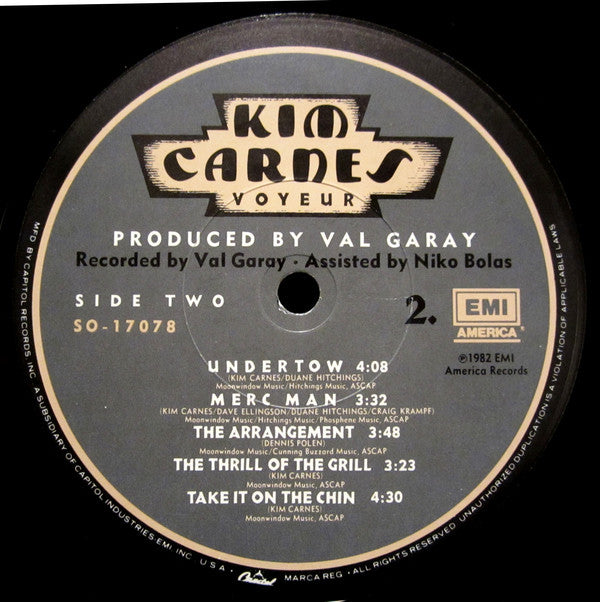 KIM
CARNES
VOYEUR
PRODUCED BY VAL GARAY
Recorded by Val Garay · Assisted by Niko Bolas
SIDE TWO
SO-17078
2.
EMI
AMERICA®
℗1982 EMI
America Records
UNDERTOW 4:08
(KIM CARNES/DUANE HITCHINGS)
Moonwindow Music/Hitchings Music, ASCAP
MERC MAN 3:32
(KIM CARNES/DAVE ELLINGSON/DUANE HITCHINGS/CRAIG KRAMPF)
Moonwindow Music/Hitchings Music/Phosphene Music, ASCAP
THE ARRANGEMENT 3:48
(DENNIS POLEN)
Moonwindow Music/Cunning Buzzard Music, ASCAP
THE THRILL OF THE GRILL 3:23
(KIM CARNES)
Moonwindow Music, ASCAP
TAKE IT ON THE CHIN 4:30
(KIM CARNES)
Moonwindow Music, ASCAP
MFD. BY CAPITOL RECORDS, INC. A SUBSIDIARY OF CAPITOL INDUSTRIES-EMI, INC. U.S.A. · Capitol MARCA REG. · ALL RIGHTS RESERVED. UNAUTHORIZED DUPLICATION IS A VIOLATION OF APPLICABLE LAWS